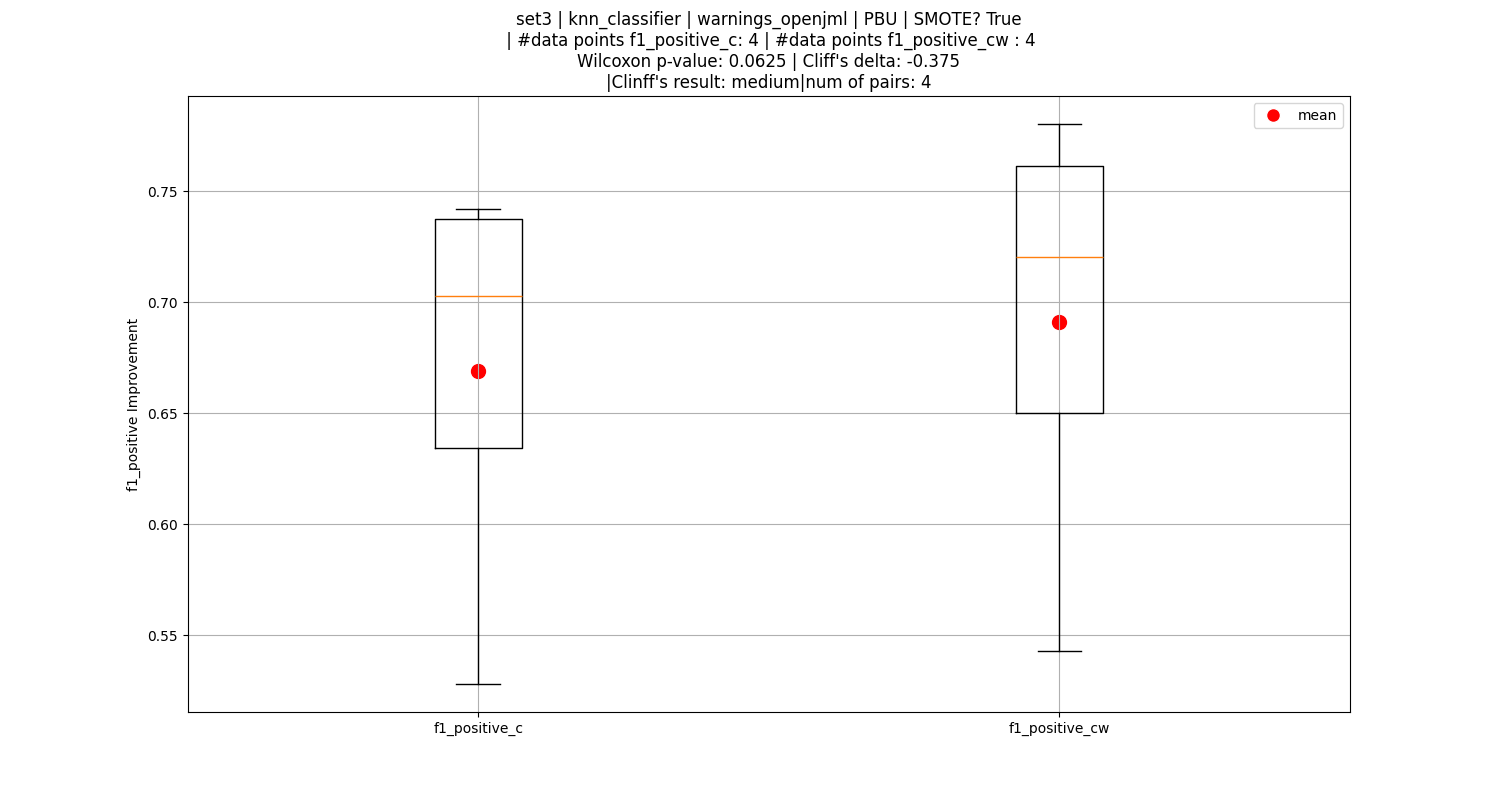 set3 | knn_classifier | warnings_openjml | PBU | SMOTE? True
| #data points f1_positive_c: 4 | #data points f1_positive_cw : 4
Wilcoxon p-value: 0.0625 | Cliff's delta: -0.375
|Clinff's result: medium|num of pairs: 4
mean
0.75
0.70
0.65
0.60
0.55
f1_positive Improvement
f1_positive_c
f1_positive_cw